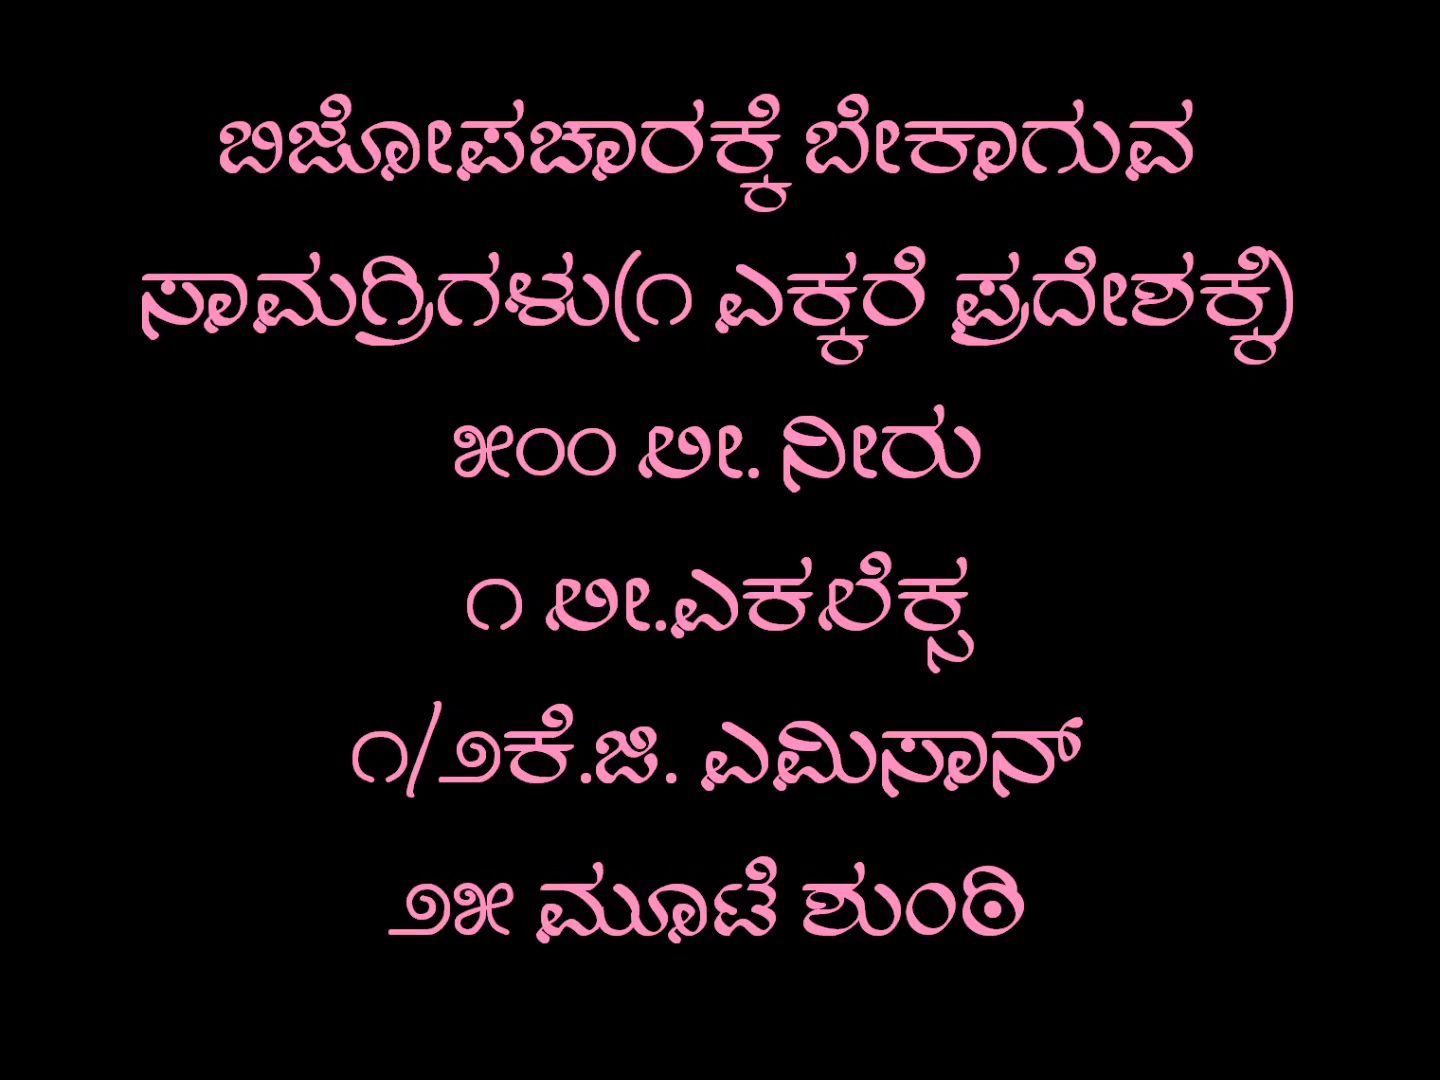 ಬಿಜೋಪಚಾರಕ್ಕೆ ಬೇಕಾಗುವ
ಸಾಮಗ್ರಿಗಳು(೧ ಎಕ್ಕರೆ ಪ್ರದೇಶಕ್ಕೆ)
೫೦೦ ಲೀ. ನೀರು
೧ ಲೀ.ಎಕಲೆಕ್ಸ
೧/೨ಕೆ.ಜಿ. ಎಮಿಸಾನ್
೨೫ ಮೂಟೆ ಶುಂಠಿ